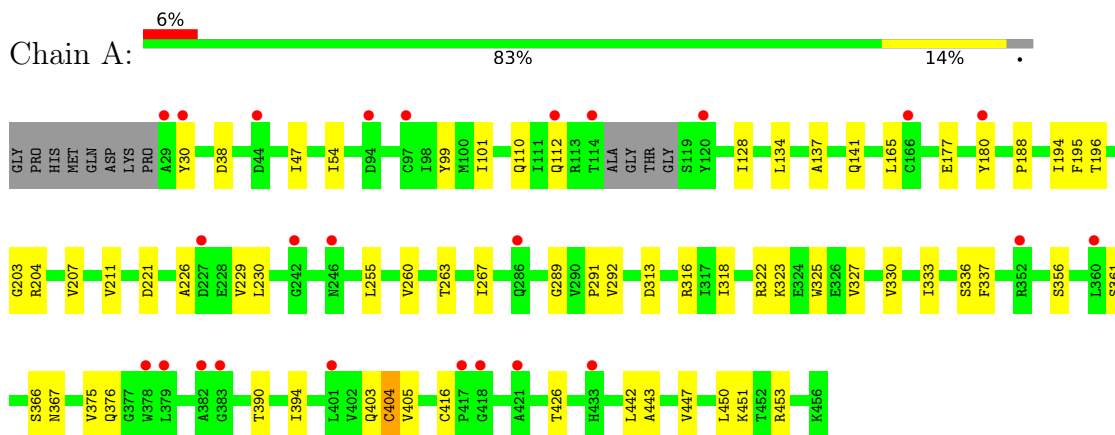 6%
Chain A:
83% 14% •
GLY PRO HIS MET GLN ASP LYS PRO A29 Y30 D38 D44 I47 I54 D94 C97 I98 Y99 M100 I101 Q110 I111 Q112 R113 T114 ALA GLY THR GLY S119 Y120 I128 L134 A137 Q141 L165 C166 E177 Y180 P188 I194 F195 T196
G203 R204 V207 V211 D221 A226 D227 E228 V229 L230 G242 N246 L255 V260 T263 I267 Q286 G289 V290 P291 V292 D313 R316 I317 I318 R322 K323 E324 W325 E326 V327 V330 I333 S336 F337 R352 S356 L360 S361
S366 N367 V375 Q376 G377 W378 L379 A382 G383 T390 I394 L401 V402 Q403 C404 V405 C416 P417 G418 A421 T426 H433 L442 A443 V447 L450 K451 T452 R453 K456